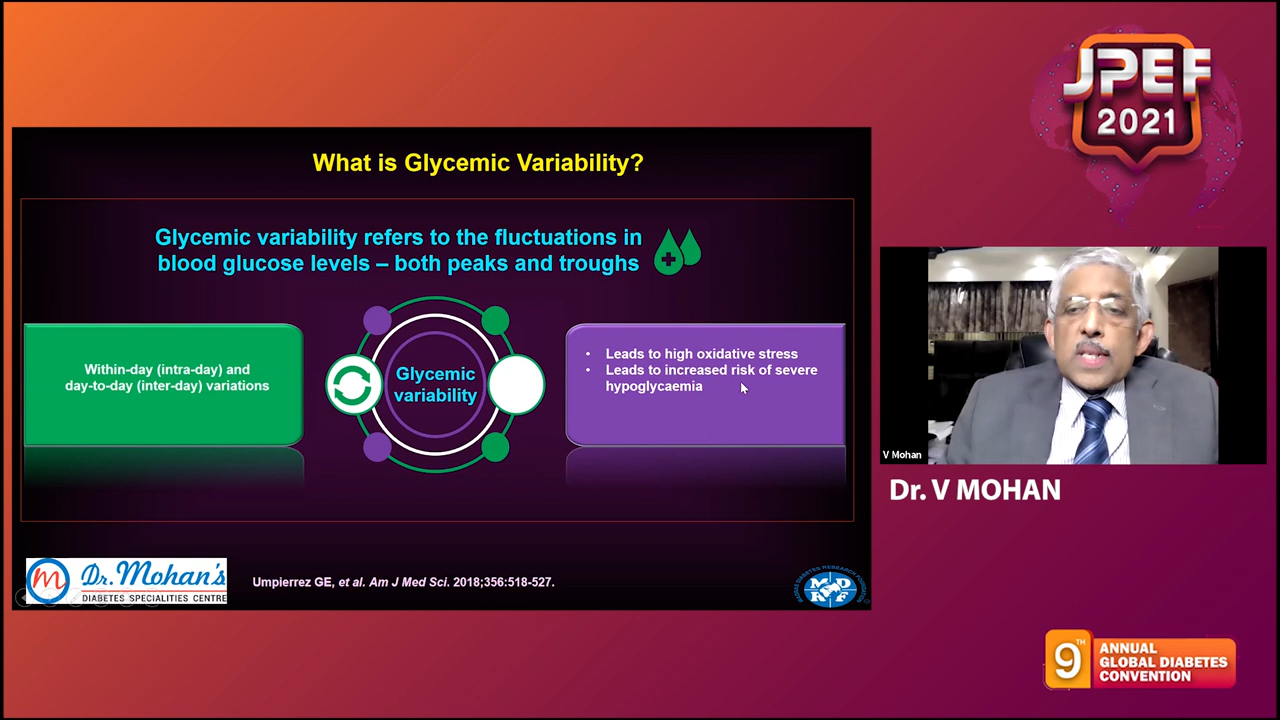 JPEF
2021
What is Glycemic Variability?
Glycemic variability refers to the fluctuations in
blood glucose levels – both peaks and troughs
Within-day (intra-day) and
day-to-day (inter-day) variations
Glycemic
variability
• Leads to high oxidative stress
• Leads to increased risk of severe
hypoglycaemia
V Mohan
Dr. V MOHAN
m Dr. Mohan's
DIABETES SPECIALITIES CENTRE
Umpierrez GE, et al. Am J Med Sci. 2018;356:518-527.
MDRF
9TH
ANNUAL
GLOBAL DIABETES
CONVENTION